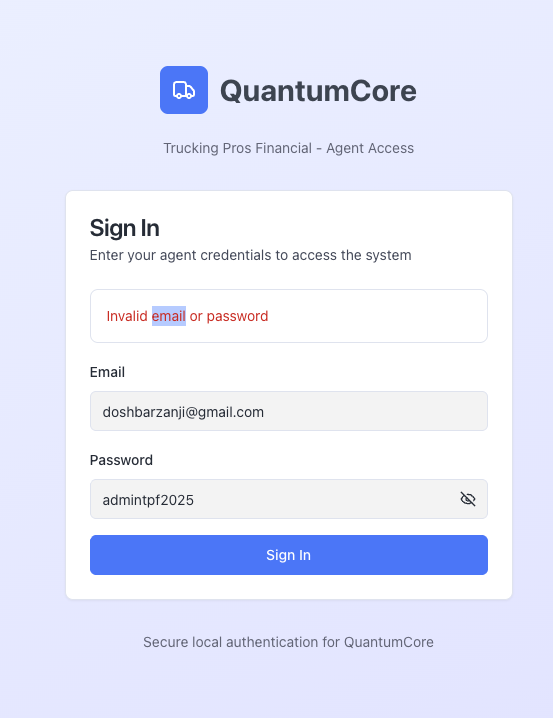 QuantumCore
Trucking Pros Financial - Agent Access
Sign In
Enter your agent credentials to access the system
Invalid email or password
Email
doshbarzanji@gmail.com
Password
admintpf2025
Sign In
Secure local authentication for QuantumCore